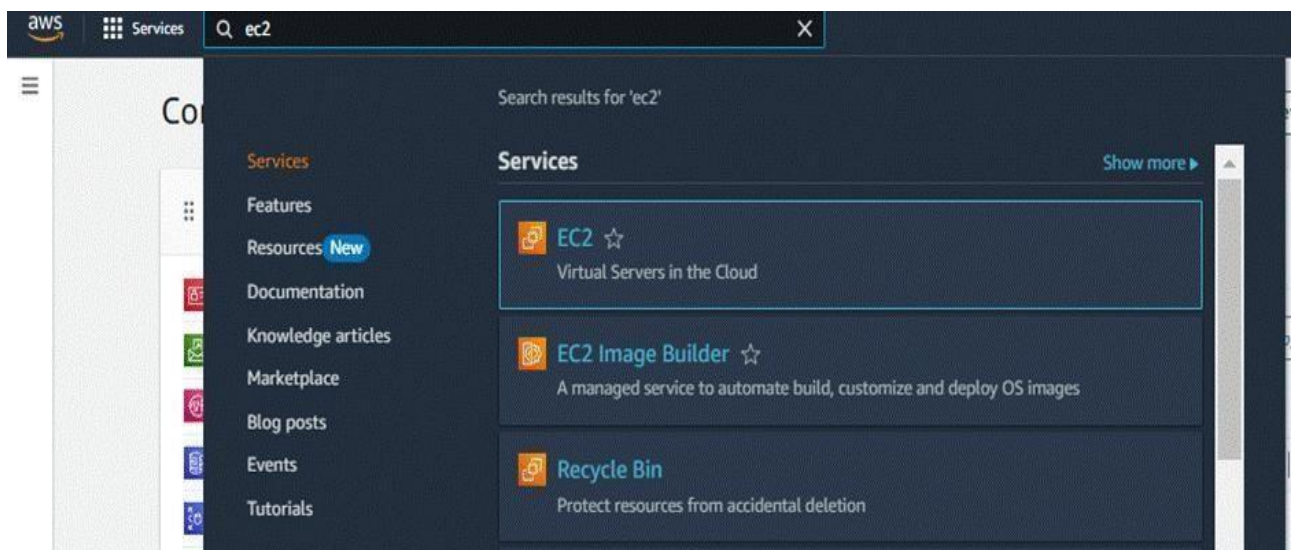 aws
Services
ec2
Search results for 'ec2'
Services
Features
Resources New
Documentation
Knowledge articles
Marketplace
Blog posts
Events
Tutorials
Services
Show more
EC2
Virtual Servers in the Cloud
EC2 Image Builder
A managed service to automate build, customize and deploy OS images
Recycle Bin
Protect resources from accidental deletion